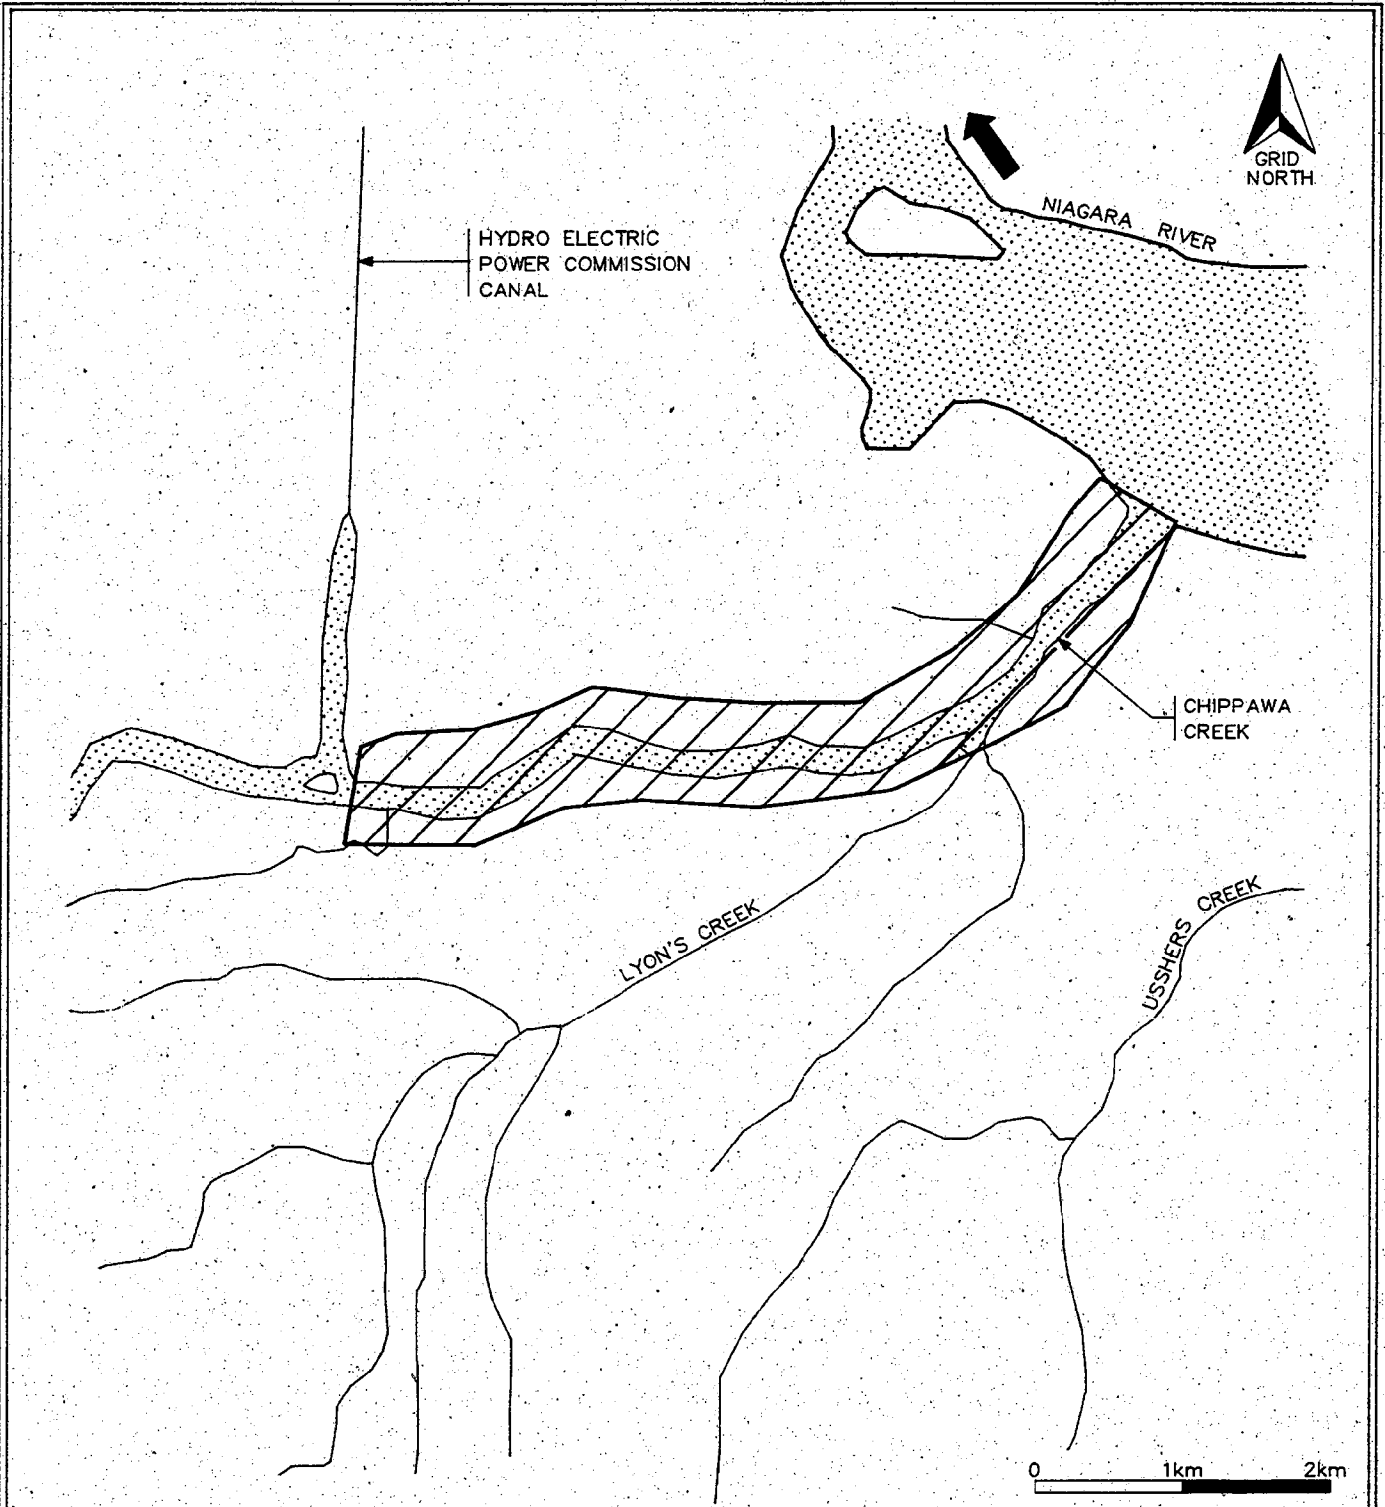 GRID
NORTH
NIAGARA RIVER
HYDRO ELECTRIC
POWER COMMISSION
CANAL
CHIPPAWA
CREEK
LYON'S CREEK
USSHERS CREEK
0 1km 2km